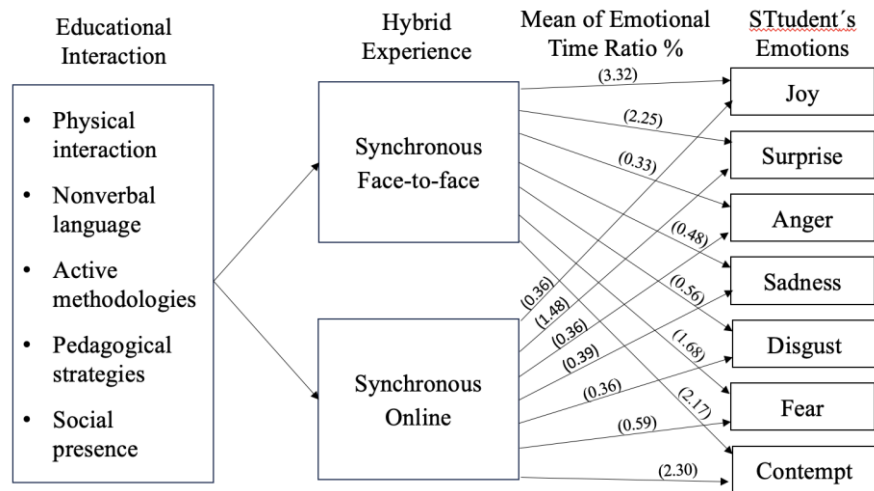 Educational
Interaction
Hybrid
Experience
Mean of Emotional
Time Ratio %
STtudent´s
Emotions
• Physical
interaction
• Nonverbal
language
• Active
methodologies
• Pedagogical
strategies
• Social
presence
Synchronous
Face-to-face
Synchronous
Online
(3.32)
(2.25)
(0.33)
(0.48)
(0.56)
(1.68)
(2.17)
(0.36)
(1.48)
(0.36)
(0.39)
(0.36)
(0.59)
(2.30)
Joy
Surprise
Anger
Sadness
Disgust
Fear
Contempt